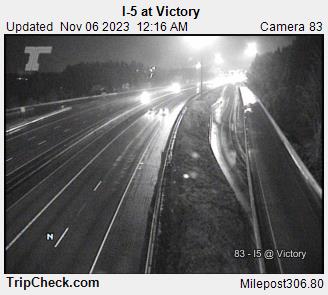 I-5 at Victory
Updated Nov 06 2023 12:16 AM Camera 83
T
N
83 - I5 @ Victory
TripCheck.com Milepost306.80